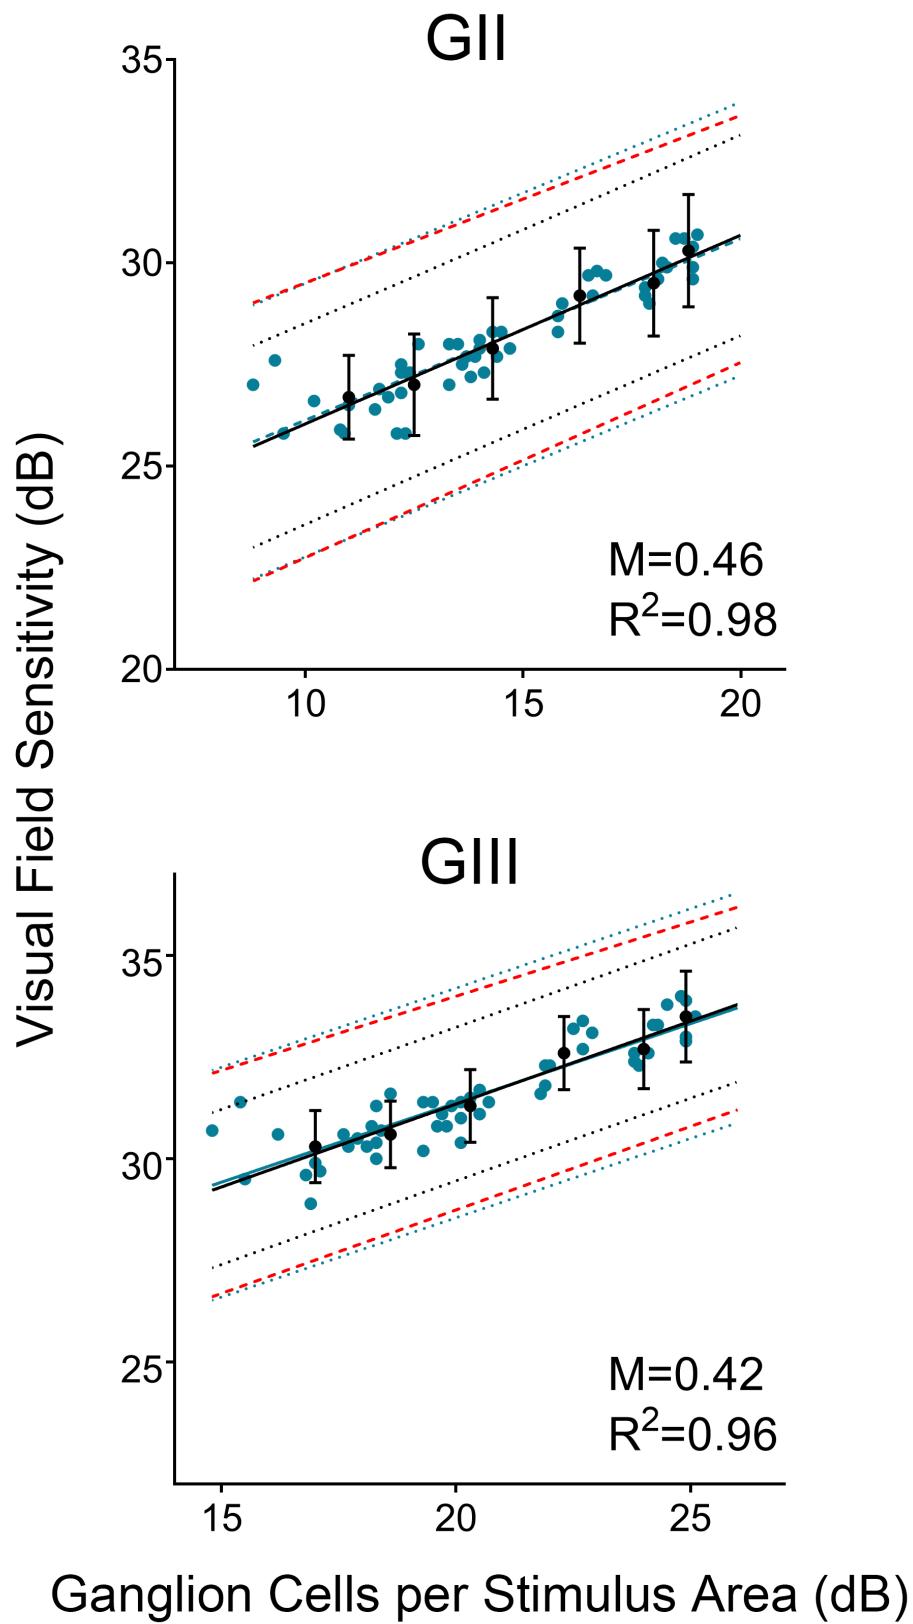 GII
35
30
25
20
10 15 20
M=0.46
R²=0.98
Visual Field Sensitivity (dB)
GIII
35
30
25
15 20 25
M=0.42
R²=0.96
Ganglion Cells per Stimulus Area (dB)